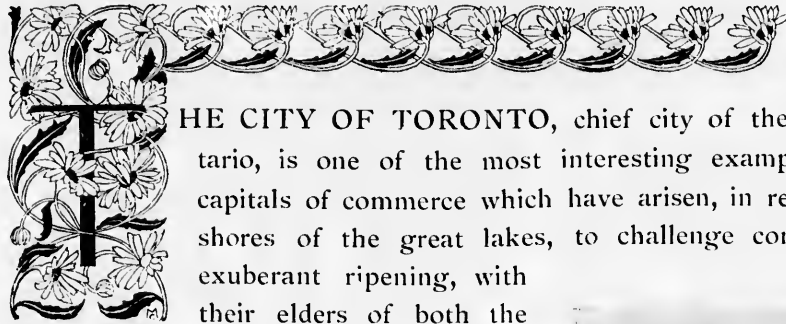 THE CITY OF TORONTO, chief city of the
tario, is one of the most interesting examp
capitals of commerce which have arisen, in re
shores of the great lakes, to challenge con
exuberant ripening, with
their elders of both the